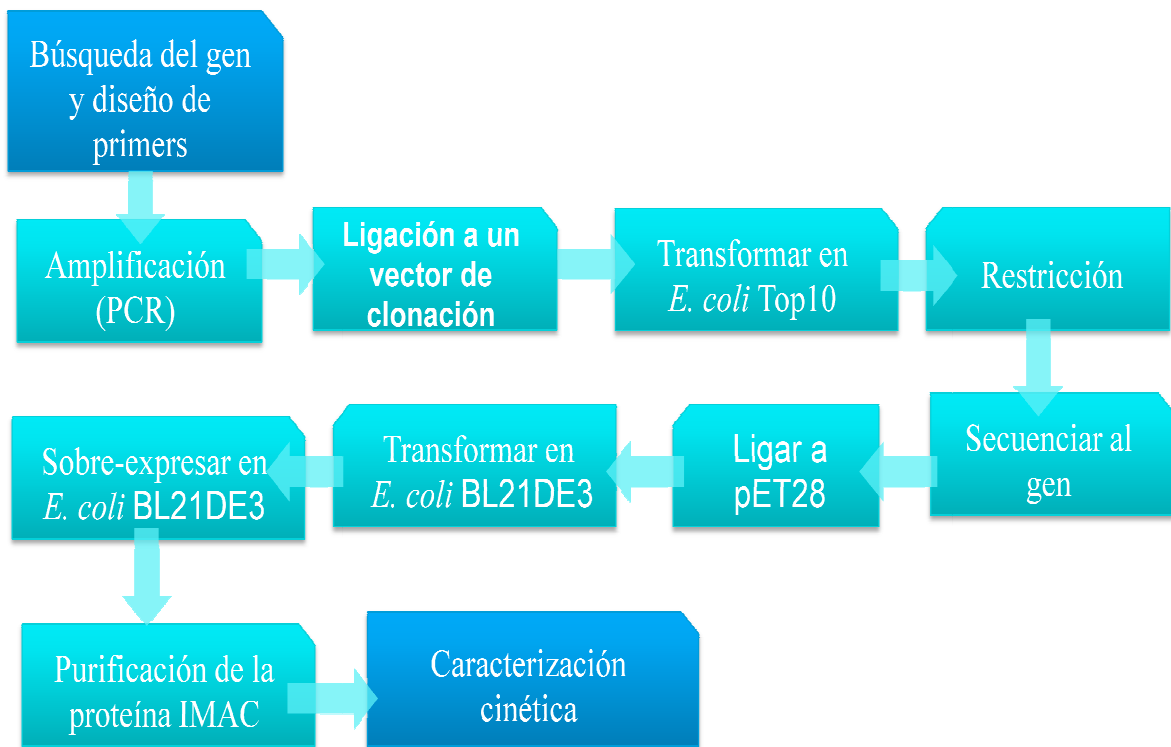 Búsqueda del gen
y diseño de
primers
Amplificación
(PCR)
Ligación a un
vector de
clonación
Transformar en
E. coli Top10
Restricción
Secuenciar al
gen
Ligar a
pET28
Transformar en
E. coli BL21DE3
Sobre-expresar en
E. coli BL21DE3
Purificación de la
proteína IMAC
Caracterización
cinética